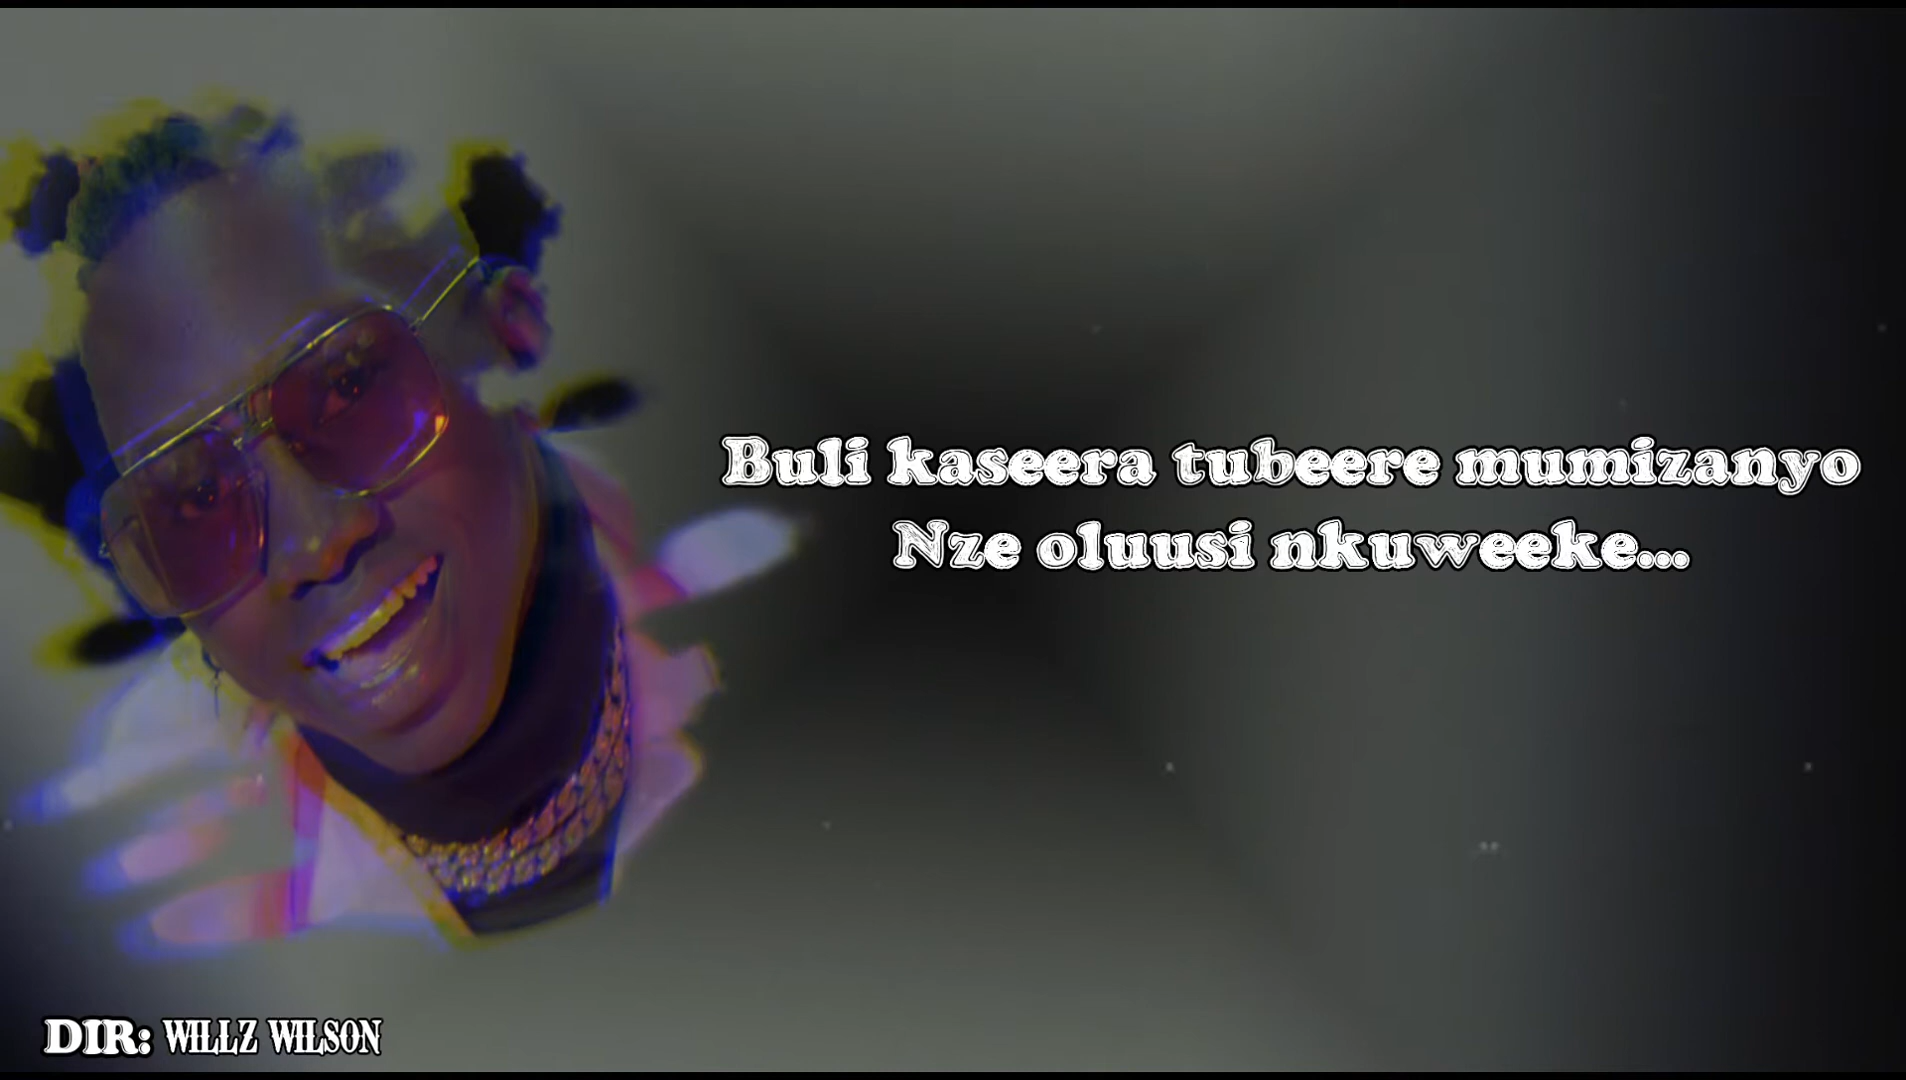 Buli kaseera tubeere mumizanyo
Nze oluusi nkuweeke...
DIR: WILLZ WILSON